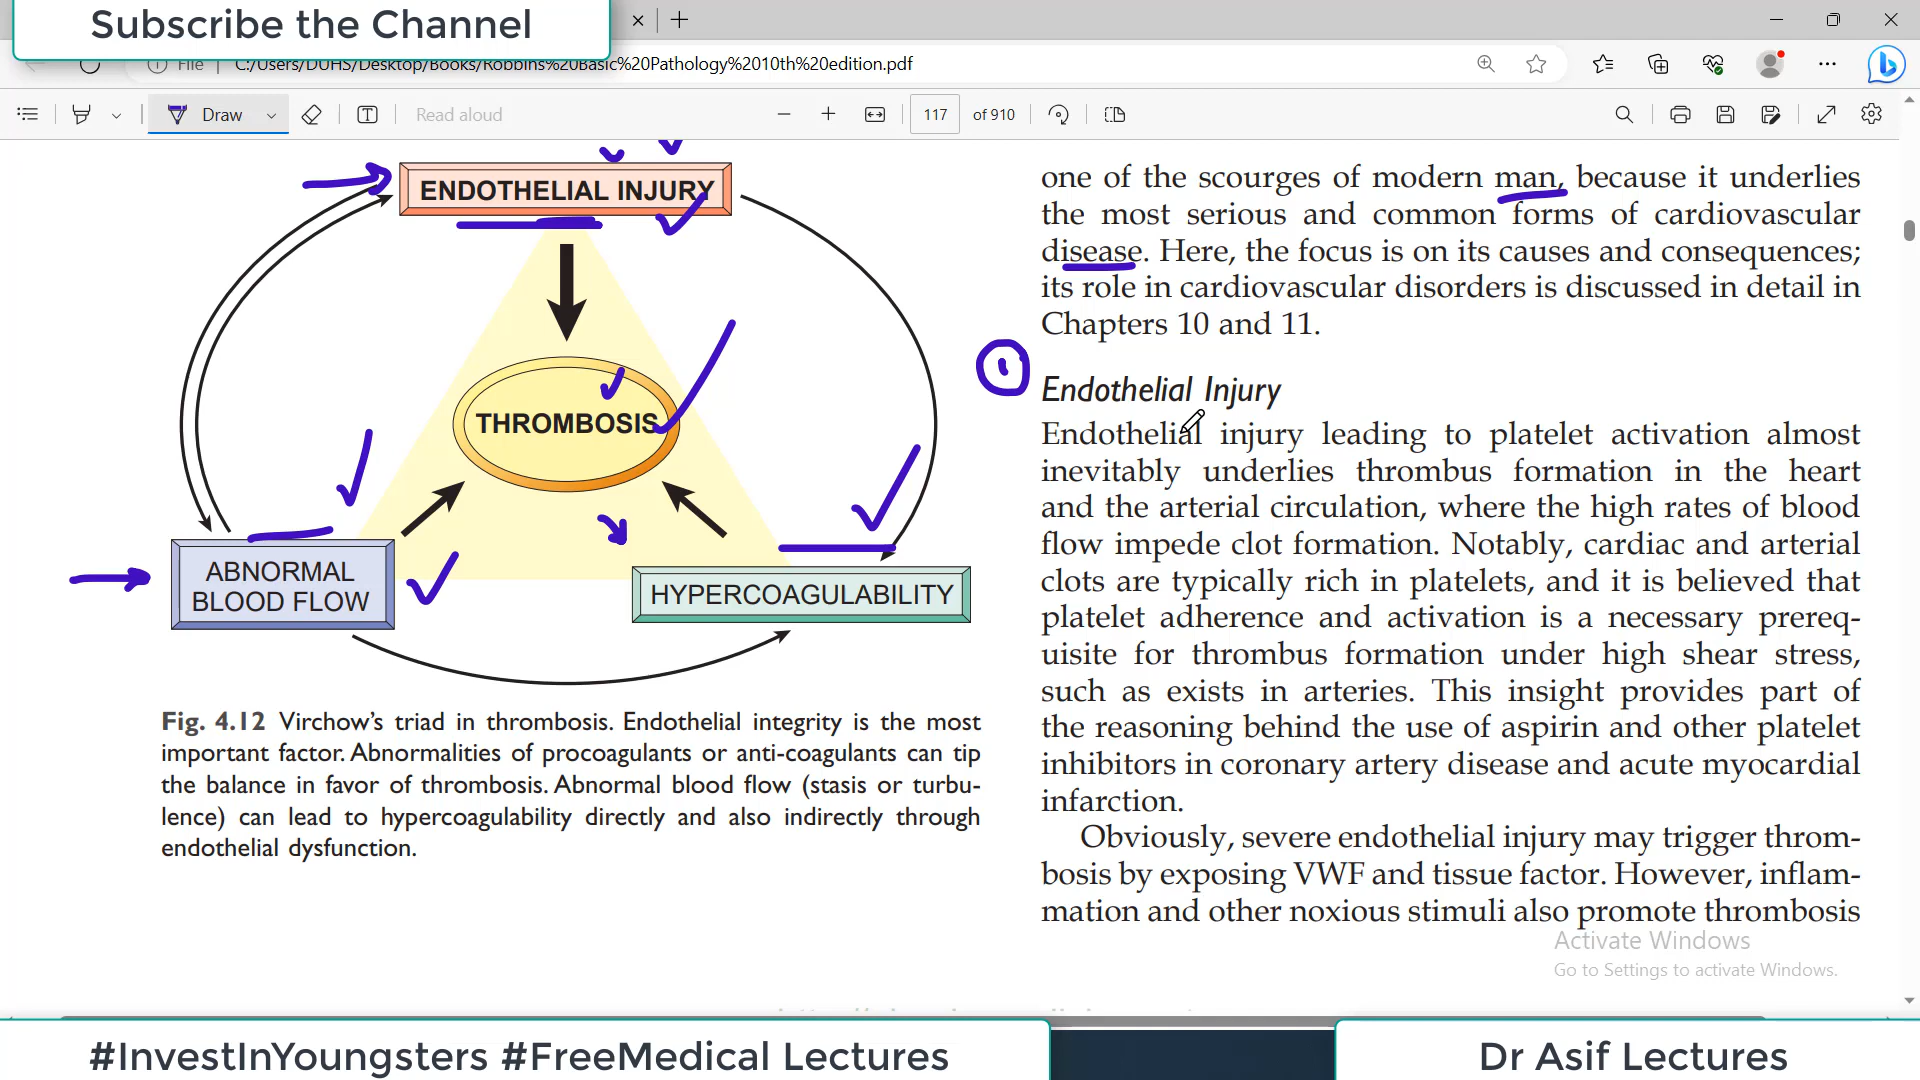 Subscribe the Channel
File
C:/Users/DUHS/Desktop/Books/Robbins%20Basic%20Pathology%2010th%20edition.pdf
Draw
Read aloud
117
of 910
ENDOTHELIAL INJURY
THROMBOSIS
ABNORMAL
BLOOD FLOW
HYPERCOAGULABILITY
Fig. 4.12 Virchow's triad in thrombosis. Endothelial integrity is the most
important factor. Abnormalities of procoagulants or anti-coagulants can tip
the balance in favor of thrombosis. Abnormal blood flow (stasis or turbu-
lence) can lead to hypercoagulability directly and also indirectly through
endothelial dysfunction.
one of the scourges of modern man, because it underlies
the most serious and common forms of cardiovascular
disease. Here, the focus is on its causes and consequences;
its role in cardiovascular disorders is discussed in detail in
Chapters 10 and 11.
Endothelial Injury
Endothelial injury leading to platelet activation almost
inevitably underlies thrombus formation in the heart
and the arterial circulation, where the high rates of blood
flow impede clot formation. Notably, cardiac and arterial
clots are typically rich in platelets, and it is believed that
platelet adherence and activation is a necessary prereq-
uisite for thrombus formation under high shear stress,
such as exists in arteries. This insight provides part of
the reasoning behind the use of aspirin and other platelet
inhibitors in coronary artery disease and acute myocardial
infarction.
Obviously, severe endothelial injury may trigger throm-
bosis by exposing VWF and tissue factor. However, inflam-
mation and other noxious stimuli also promote thrombosis
Activate Windows
Go to Settings to activate Windows.
#InvestInYoungsters #FreeMedical Lectures
Dr Asif Lectures